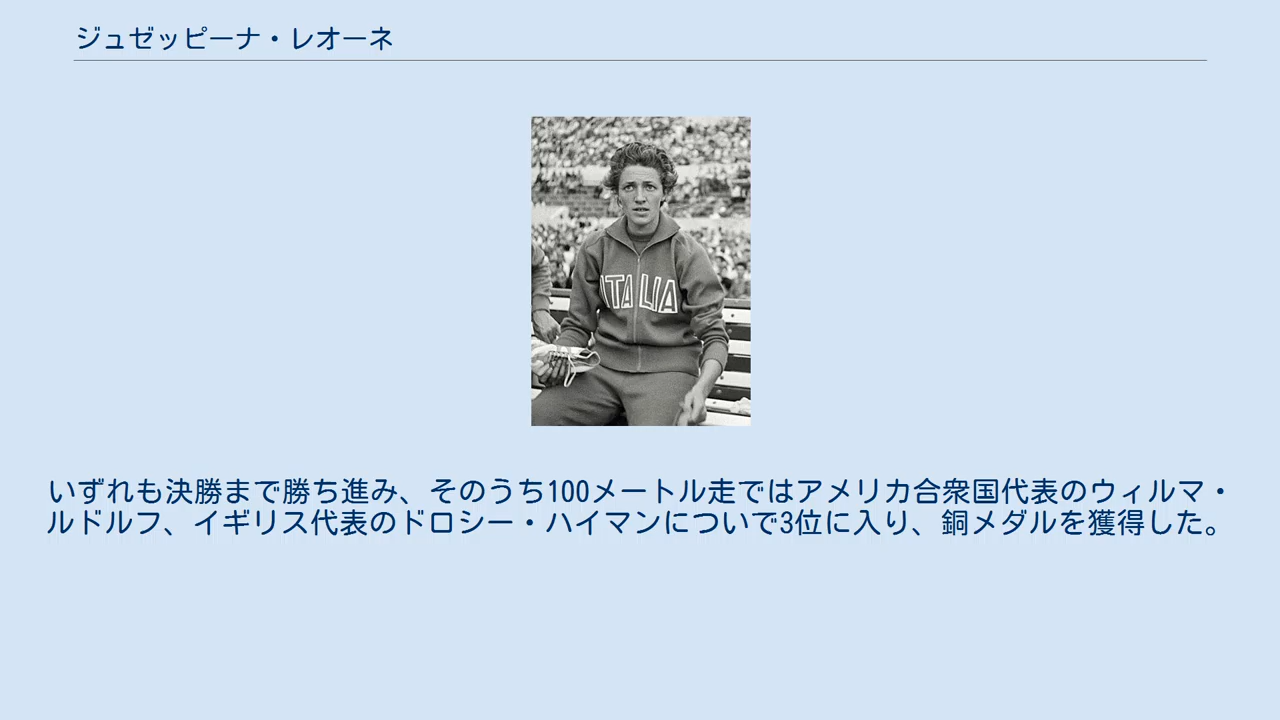 ジュゼッピーナ・レオーネ
ITALIA
いずれも決勝まで勝ち進み、そのうち100メートル走ではアメリカ合衆国代表のウィルマ・
ルドルフ、イギリス代表のドロシー・ハイマンについで3位に入り、銅メダルを獲得した。